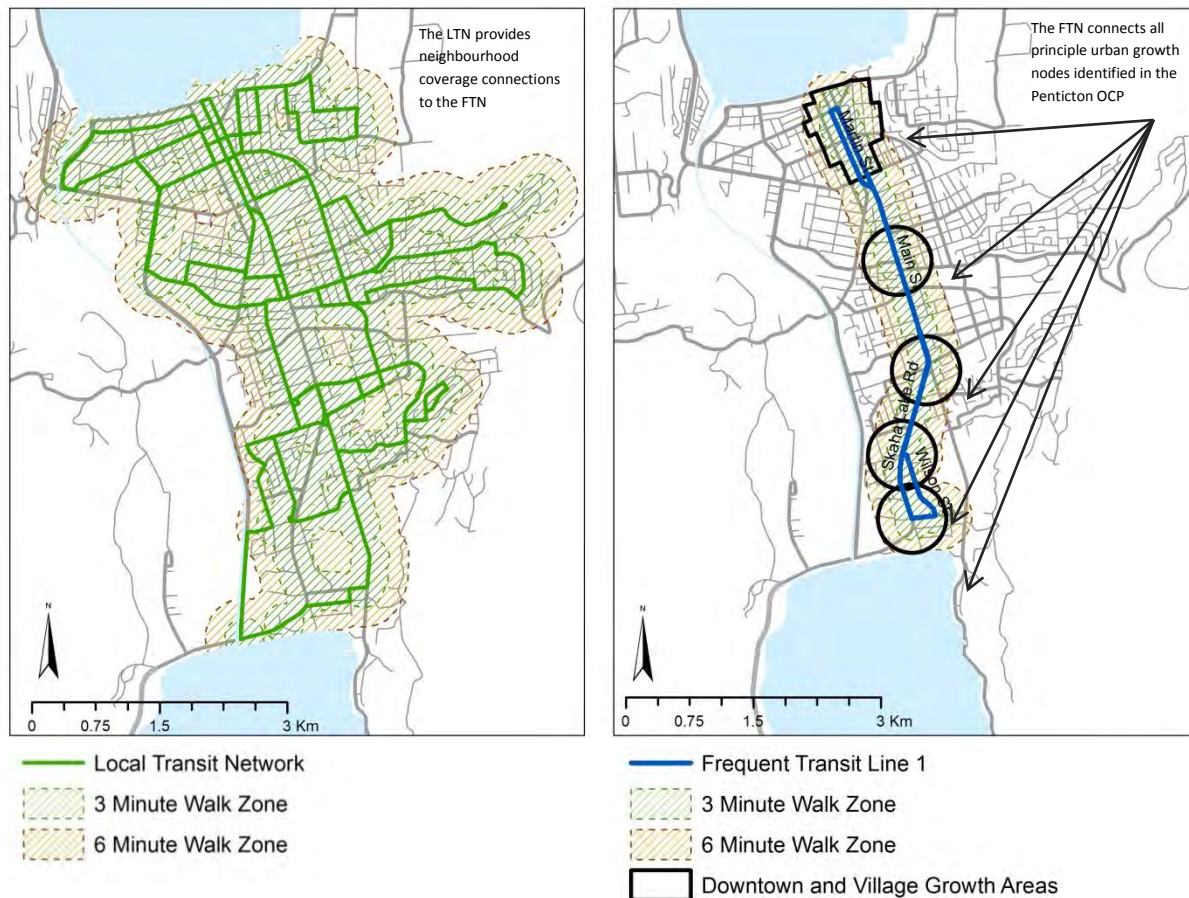 The LTN provides
neighbourhood
coverage connections
to the FTN
N
0 0.75 1.5 3 Km
Local Transit Network
3 Minute Walk Zone
6 Minute Walk Zone
The FTN connects all
principle urban growth
nodes identified in the
Penticton OCP
Martin St
Main St
Skaha Lake Rd
Wilson St
N
0 0.75 1.5 3 Km
Frequent Transit Line 1
3 Minute Walk Zone
6 Minute Walk Zone
Downtown and Village Growth Areas